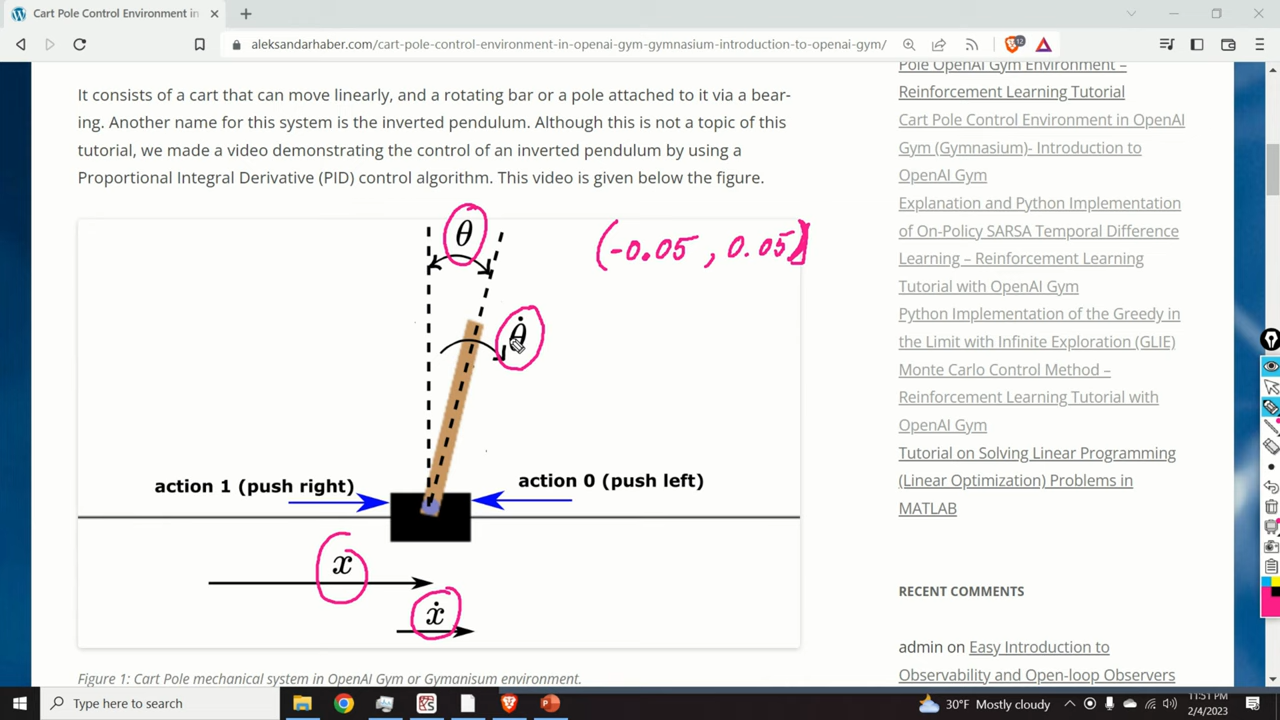 Cart Pole Control Environment in
aleksandarhaber.com/cart-pole-control-environment-in-openai-gym-gymnasium-introduction-to-openai-gym/
12
It consists of a cart that can move linearly, and a rotating bar or a pole attached to it via a bear-
ing. Another name for this system is the inverted pendulum. Although this is not a topic of this
tutorial, we made a video demonstrating the control of an inverted pendulum by using a
Proportional Integral Derivative (PID) control algorithm. This video is given below the figure.
θ
(-0.05, 0.05)
θ̇
action 1 (push right)
action 0 (push left)
x
ẋ
Figure 1: Cart Pole mechanical system in OpenAI Gym or Gymanisum environment.
Pole OpenAI Gym Environment –
Reinforcement Learning Tutorial
Cart Pole Control Environment in OpenAI
Gym (Gymnasium)- Introduction to
OpenAI Gym
Explanation and Python Implementation
of On-Policy SARSA Temporal Difference
Learning – Reinforcement Learning
Tutorial with OpenAI Gym
Python Implementation of the Greedy in
the Limit with Infinite Exploration (GLIE)
Monte Carlo Control Method –
Reinforcement Learning Tutorial with
OpenAI Gym
Tutorial on Solving Linear Programming
(Linear Optimization) Problems in
MATLAB
RECENT COMMENTS
admin on Easy Introduction to
Observability and Open-loop Observers
Type here to search
30°F Mostly cloudy
11:51 PM
2/4/2023